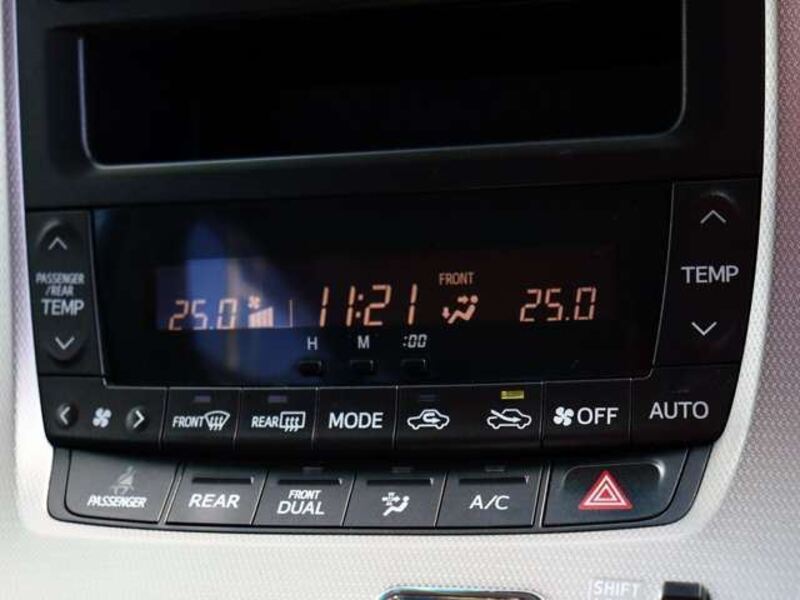 FRONT
25.0 11:21 25.0
PASSENGER
/REAR
TEMP
TEMP
H M :00
FRONT REAR MODE OFF AUTO
PASSENGER REAR FRONT
DUAL A/C
SHIFT